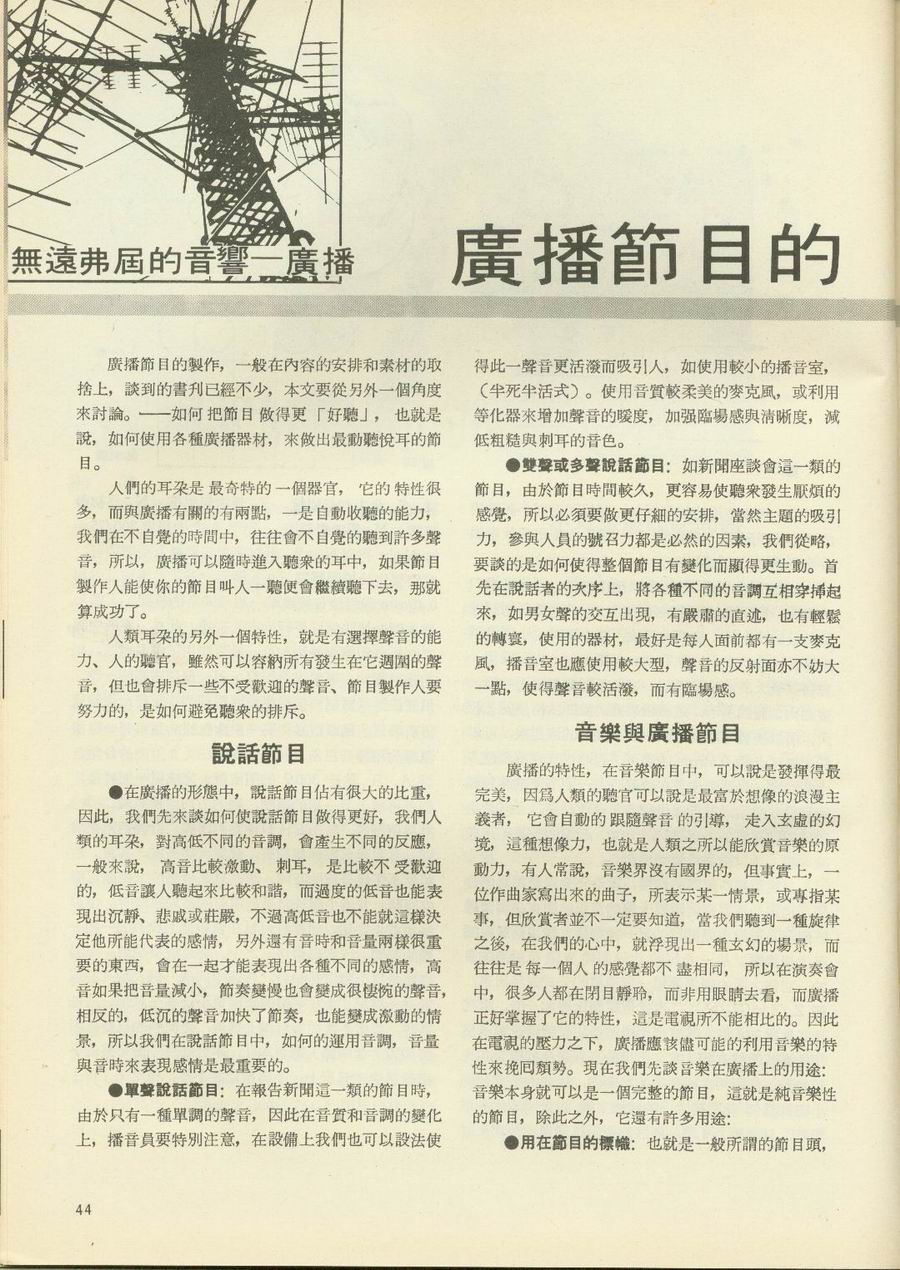 無遠弗屆的音響—廣播
廣播節目的
廣播節目的製作，一般在內容的安排和素材的取
捨上，談到的書刋已經不少，本文要從另外一個角度
來討論。——如何把節目做得更「好聽」，也就是
說，如何使用各種廣播器材，來做出最動聽悅耳的節
目。
人們的耳朶是最奇特的一個器官，它的特性很
多，而與廣播有關的有兩點，一是自動收聽的能力，
我們在不自覺的時間中，往往會不自覺的聽到許多聲
音，所以，廣播可以隨時進入聽衆的耳中，如果節目
製作人能使你的節目叫人一聽便會繼續聽下去，那就
算成功了。
人類耳朶的另外一個特性，就是有選擇聲音的能
力、人的聽官，雖然可以容納所有發生在它週圍的聲
音，但也會排斥一些不受歡迎的聲音、節目製作人要
努力的，是如何避免聽衆的排斥。
說話節目
●在廣播的形態中，說話節目佔有很大的比重，
因此，我們先來談如何使說話節目做得更好，我們人
類的耳朶，對高低不同的音調，會產生不同的反應，
一般來說，高音比較激動、刺耳，是比較不受歡迎
的，低音讓人聽起來比較和諧，而過度的低音也能表
現出沉靜、悲戚或莊嚴，不過高低音也不能就這樣決
定他所能代表的感情，另外還有音時和音量兩樣很重
要的東西，會在一起才能表現出各種不同的感情，高
音如果把音量減小，節奏變慢也會變成很悽惋的聲音，
相反的，低沉的聲音加快了節奏，也能變成激動的情
景，所以我們在說話節目中，如何的運用音調，音量
與音時來表現感情是最重要的。
●單聲說話節目：在報告新聞這一類的節目時，
由於只有一種單調的聲音，因此在音質和音調的變化
上，播音員要特別注意，在設備上我們也可以設法使
得此一聲音更活潑而吸引人，如使用較小的播音室，
（半死半活式）。使用音質較柔美的麥克風，或利用
等化器來增加聲音的暖度，加强臨場感與清晰度，減
低粗糙與刺耳的音色。
●雙聲或多聲說話節目：如新聞座談會這一類的
節目，由於節目時間較久，更容易使聽衆發生厭煩的
感覺，所以必須要做更仔細的安排，當然主題的吸引
力，參與人員的號召力都是必然的因素，我們從略，
要談的是如何使得整個節目有變化而顯得更生動。首
先在說話者的次序上，將各種不同的音調互相穿揷起
來，如男女聲的交互出現，有嚴肅的直述，也有輕鬆
的轉寰，使用的器材，最好是每人面前都有一支麥克
風，播音室也應使用較大型，聲音的反射面亦不妨大
一點，使得聲音較活潑，而有臨場感。
音樂與廣播節目
廣播的特性，在音樂節目中，可以說是發揮得最
完美，因爲人類的聽官可以說是最富於想像的浪漫主
義者，它會自動的跟隨聲音的引導，走入玄虛的幻
境，這種想像力，也就是人類之所以能欣賞音樂的原
動力，有人常說，音樂界沒有國界的，但事實上，一
位作曲家寫出來的曲子，所表示某一情景，或專指某
事，但欣賞者並不一定要知道，當我們聽到一種旋律
之後，在我們的心中，就浮現出一種玄幻的場景，而
往往是每一個人的感覺都不盡相同，所以在演奏會
中，很多人都在閉目靜聆，而非用眼睛去看，而廣播
正好掌握了它的特性，這是電視所不能相比的。因此
在電視的壓力之下，廣播應該儘可能的利用音樂的特
性來挽囘頹勢。現在我們先談音樂在廣播上的用途：
音樂本身就可以是一個完整的節目，這就是純音樂性
的節目，除此之外，它還有許多用途：
●用在節目的標幟：也就是一般所謂的節目頭，
44